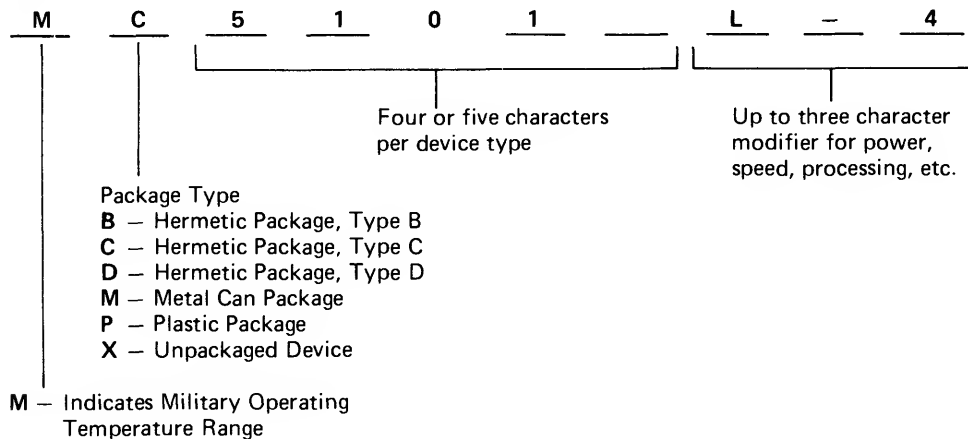 M C 5 1 0 1 L – 4
Four or five characters
per device type
Up to three character
modifier for power,
speed, processing, etc.
Package Type
B – Hermetic Package, Type B
C – Hermetic Package, Type C
D – Hermetic Package, Type D
M – Metal Can Package
P – Plastic Package
X – Unpackaged Device
M – Indicates Military Operating
Temperature Range